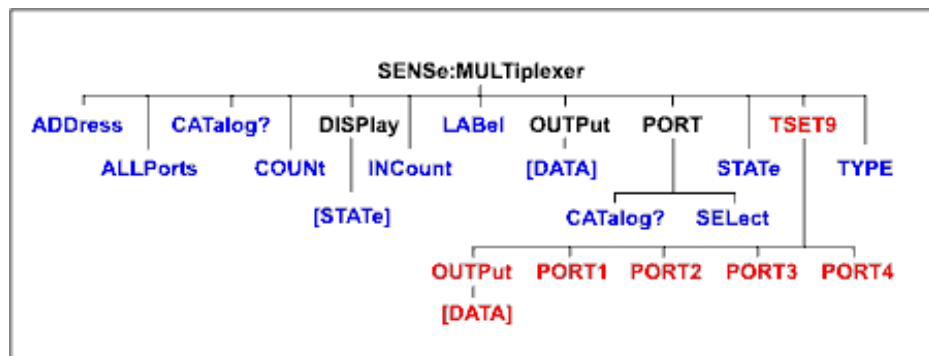 SENSe:MULTiplexer
ADDress CATalog? DISPlay LABel OUTPut PORT TSET9
ALLPorts COUNt INCount [DATA] STATe TYPE
[STATe] CATalog? SELect
OUTPut PORT1 PORT2 PORT3 PORT4
[DATA]